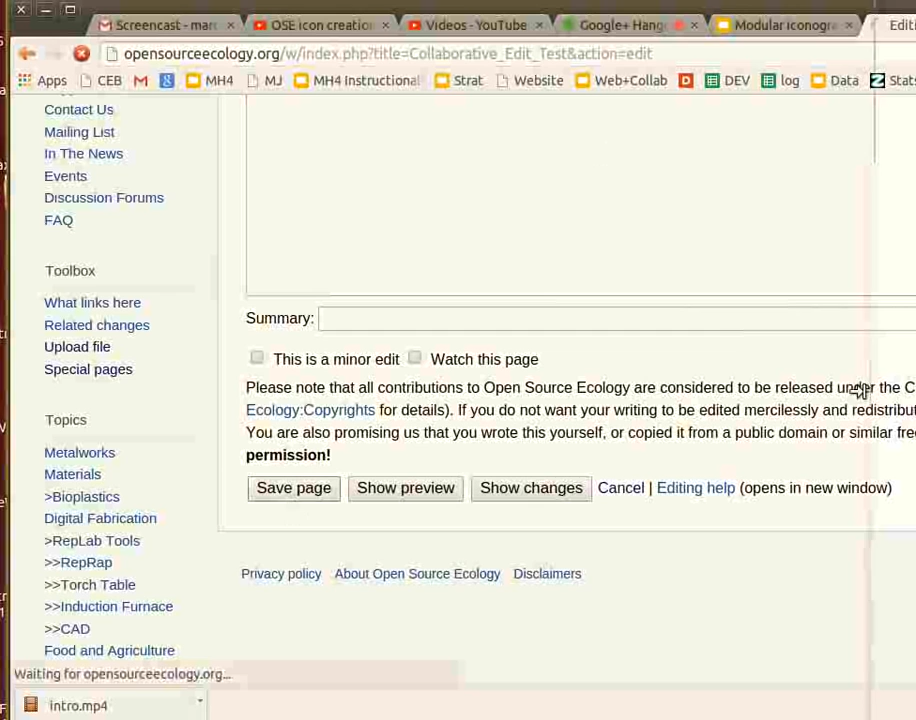 Screencast - mar
OSE icon creation
Videos - YouTube
Google+ Hang
Modular iconogra
Edit
opensourceecology.org/w/index.php?title=Collaborative_Edit_Test&action=edit
Apps
CEB
MH4
MJ
MH4 Instructional
Strat
Website
Web+Collab
DEV
log
Data
Stats
Contact Us
Mailing List
In The News
Events
Discussion Forums
FAQ
Toolbox
What links here
Related changes
Upload file
Special pages
Topics
Metalworks
Materials
>Bioplastics
Digital Fabrication
>RepLab Tools
>>RepRap
>>Torch Table
>>Induction Furnace
>>CAD
Food and Agriculture
Summary:
This is a minor edit Watch this page
Please note that all contributions to Open Source Ecology are considered to be released under the C
Ecology:Copyrights for details). If you do not want your writing to be edited mercilessly and redistribut
You are also promising us that you wrote this yourself, or copied it from a public domain or similar free
permission!
Save page Show preview Show changes Cancel | Editing help (opens in new window)
Privacy policy About Open Source Ecology Disclaimers
Waiting for opensourceecology.org...
intro.mp4